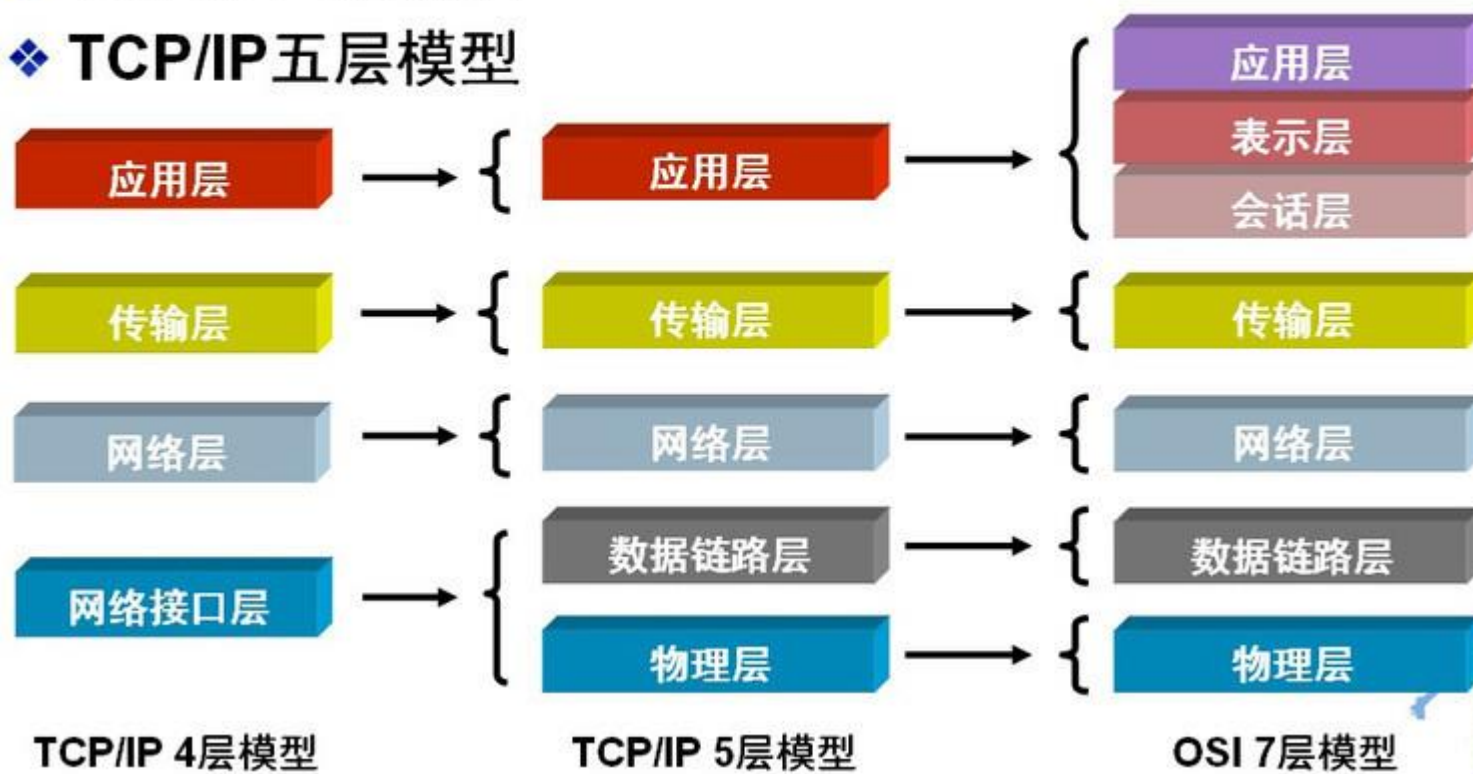 TCP/IP五层模型
应用层
传输层
网络层
网络接口层
TCP/IP 4层模型
应用层
传输层
网络层
数据链路层
物理层
TCP/IP 5层模型
应用层
表示层
会话层
传输层
网络层
数据链路层
物理层
OSI 7层模型